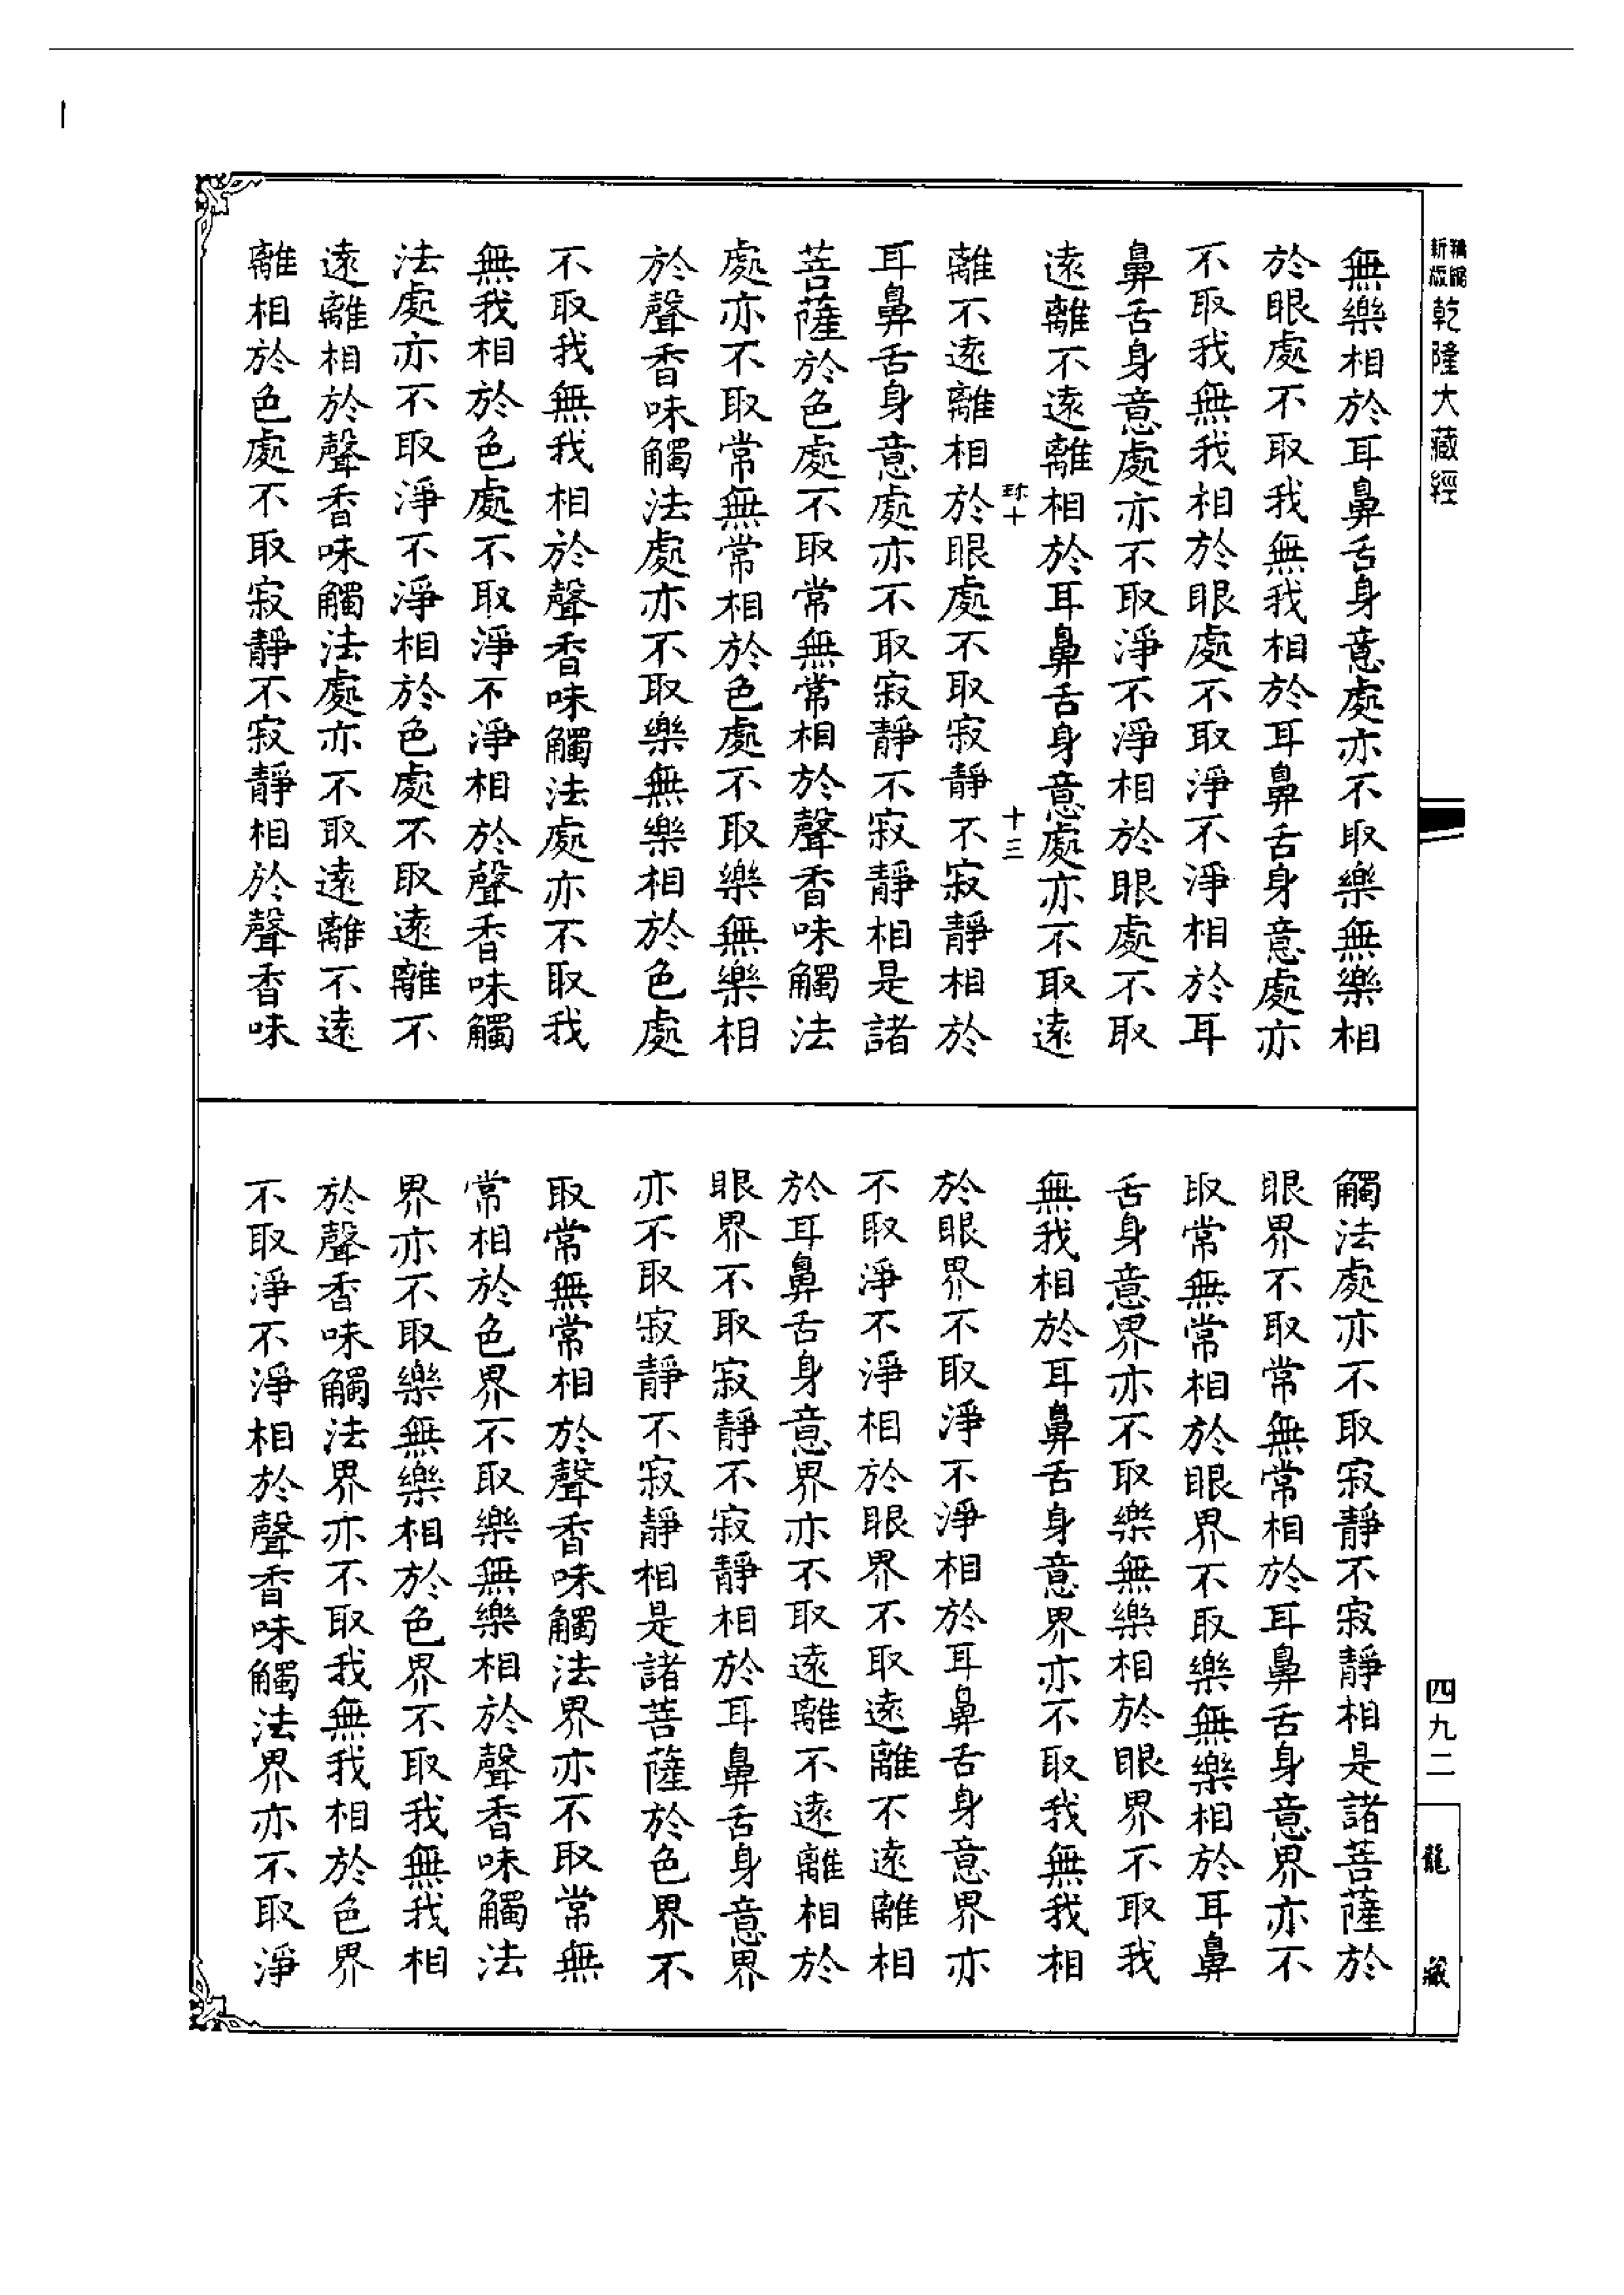 新編
新版
乾隆大藏經
無樂相於耳鼻舌身意處亦不取樂無樂相
於眼處不取我無我相於耳鼻舌身意處亦
不取我無我相於眼處不取淨不淨相於耳
鼻舌身意處亦不取淨不淨相於眼處不取
遠離不遠離相於耳鼻舌身意處亦不取遠
十三
離不遠離相於眼處不取寂靜不寂靜相於
耳鼻舌身意處亦不取寂靜不寂靜相是諸
菩薩於色處不取常無常相於聲香味觸法
處亦不取常無常相於色處不取樂無樂相
於聲香味觸法處亦不取樂無樂相於色處
不取我無我相於聲香味觸法處亦不取我
無我相於色處不取淨不淨相於聲香味觸
法處亦不取淨不淨相於色處不取遠離不
遠離相於聲香味觸法處亦不取遠離不遠
離相於色處不取寂靜不寂靜相於聲香味
觸法處亦不取寂靜不寂靜相是諸菩薩於
眼界不取常無常相於耳鼻舌身意界亦不
取常無常相於眼界不取樂無樂相於耳鼻
舌身意界亦不取樂無樂相於眼界不取我
無我相於耳鼻舌身意界亦不取我無我相
於眼界不取淨不淨相於耳鼻舌身意界亦
不取淨不淨相於眼界不取遠離不遠離相
於耳鼻舌身意界亦不取遠離不遠離相於
眼界不取寂靜不寂靜相於耳鼻舌身意界
亦不取寂靜不寂靜相是諸菩薩於色界不
取常無常相於聲香味觸法界亦不取常無
常相於色界不取樂無樂相於聲香味觸法
界亦不取樂無樂相於色界不取我無我相
於聲香味觸法界亦不取我無我相於色界
不取淨不淨相於聲香味觸法界亦不取淨
四九二
龍藏